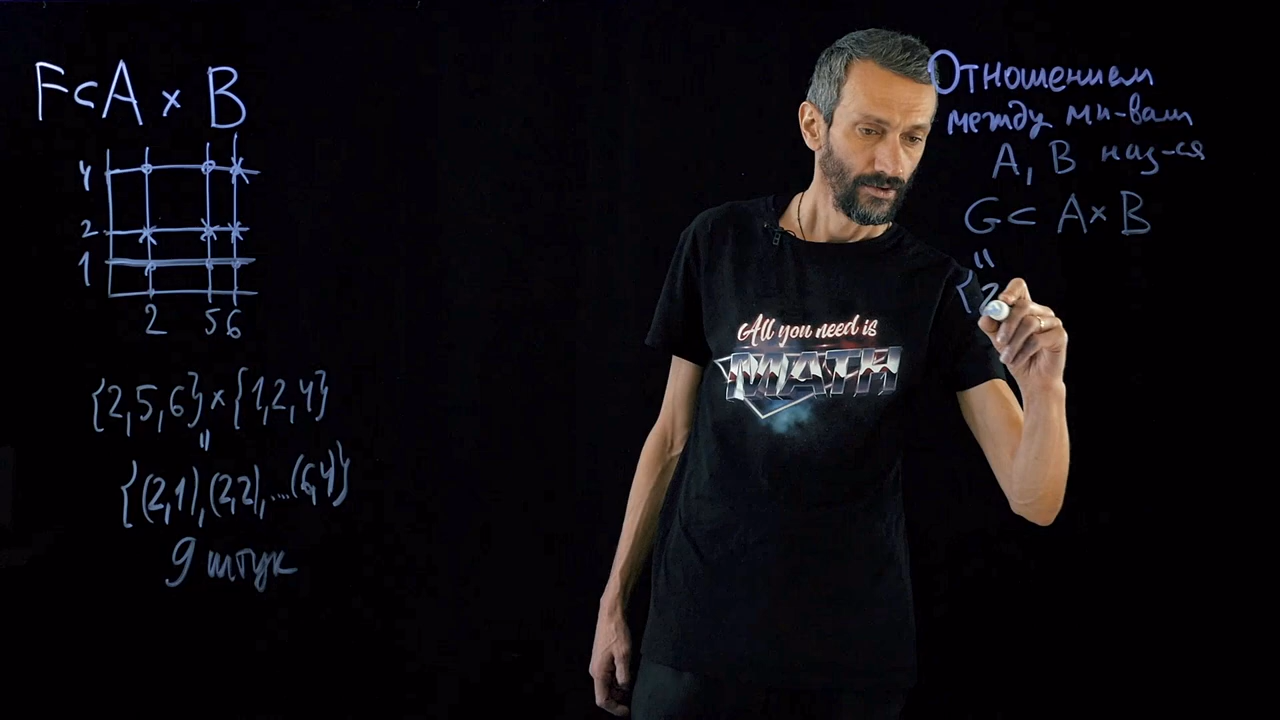 F⊂A × B
4
2
1
2 5 6
{2,5,6}×{1,2,4}
"
{(2,1),(2,2),....(6,4)}
9 штук
All you need is
MATH
Отношением
между мн-вами
A, B наз-ся
G ⊂ A×B
"
{2